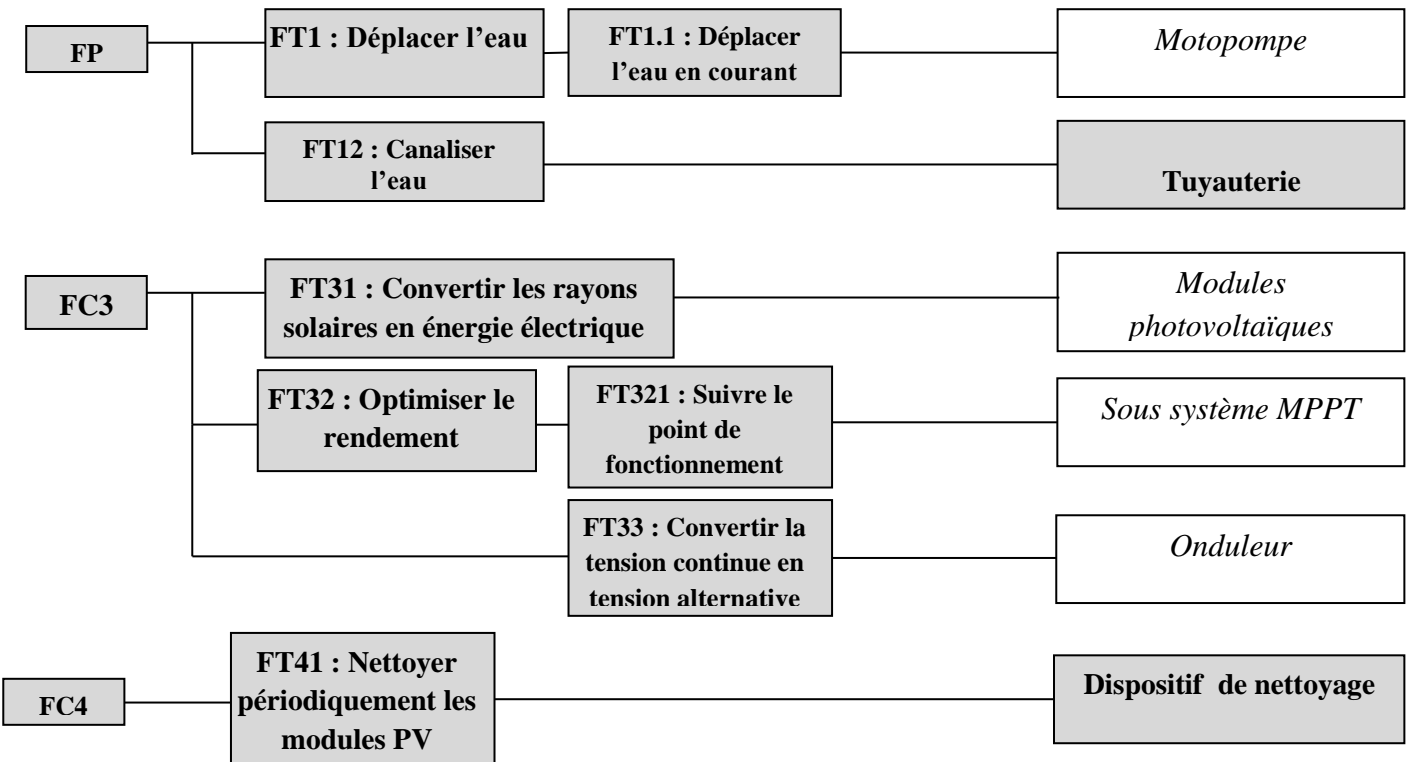 FP
FT1 : Déplacer l’eau
FT1.1 : Déplacer
l’eau en courant
Motopompe
FT12 : Canaliser
l’eau
Tuyauterie
FC3
FT31 : Convertir les rayons
solaires en énergie électrique
Modules
photovoltaïques
FT32 : Optimiser le
rendement
FT321 : Suivre le
point de
fonctionnement
Sous système MPPT
FT33 : Convertir la
tension continue en
tension alternative
Onduleur
FC4
FT41 : Nettoyer
périodiquement les
modules PV
Dispositif de nettoyage